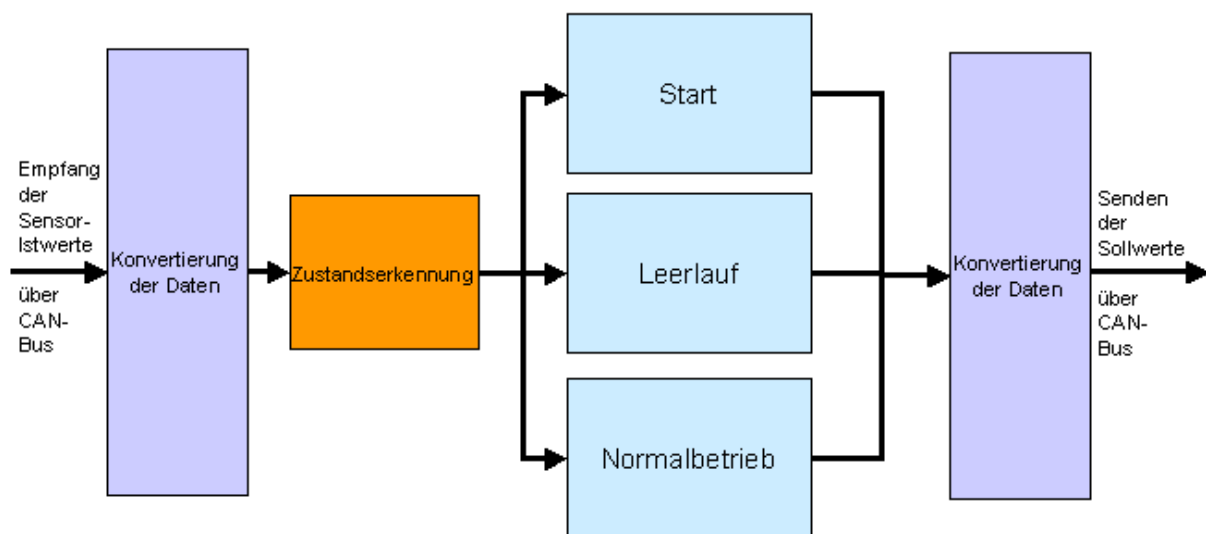 Empfang
der
Sensor-
Istwerte
über
CAN-
Bus
Konvertierung
der Daten
Zustandserkennung
Start
Leerlauf
Normalbetrieb
Konvertierung
der Daten
Senden
der
Sollwerte
über
CAN-
Bus